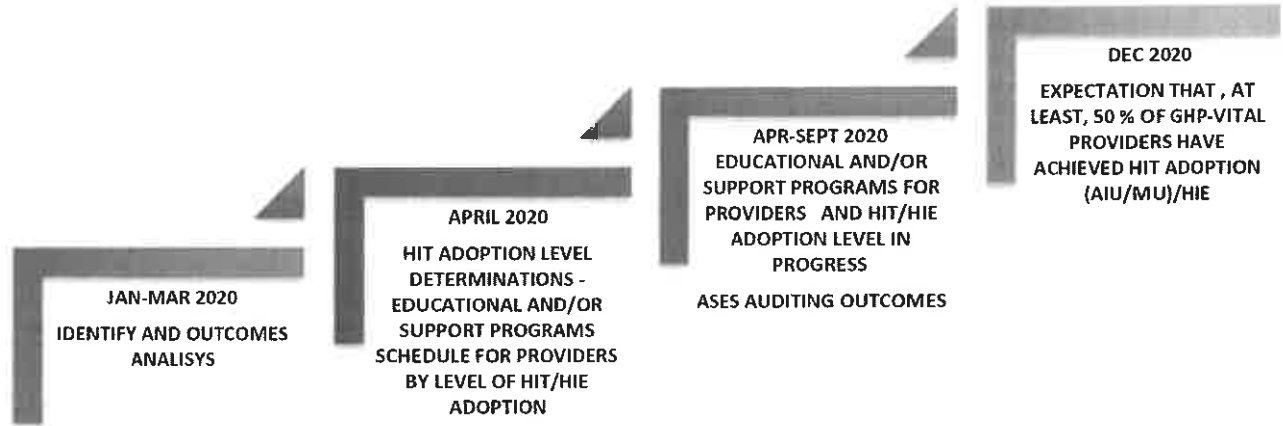 JAN-MAR 2020
IDENTIFY AND OUTCOMES
ANALISYS
APRIL 2020
HIT ADOPTION LEVEL
DETERMINATIONS -
EDUCATIONAL AND/OR
SUPPORT PROGRAMS
SCHEDULE FOR PROVIDERS
BY LEVEL OF HIT/HIE
ADOPTION
APR-SEPT 2020
EDUCATIONAL AND/OR
SUPPORT PROGRAMS FOR
PROVIDERS AND HIT/HIE
ADOPTION LEVEL IN
PROGRESS
ASES AUDITING OUTCOMES
DEC 2020
EXPECTATION THAT , AT
LEAST, 50 % OF GHP-VITAL
PROVIDERS HAVE
ACHIEVED HIT ADOPTION
(AIU/MU)/HIE